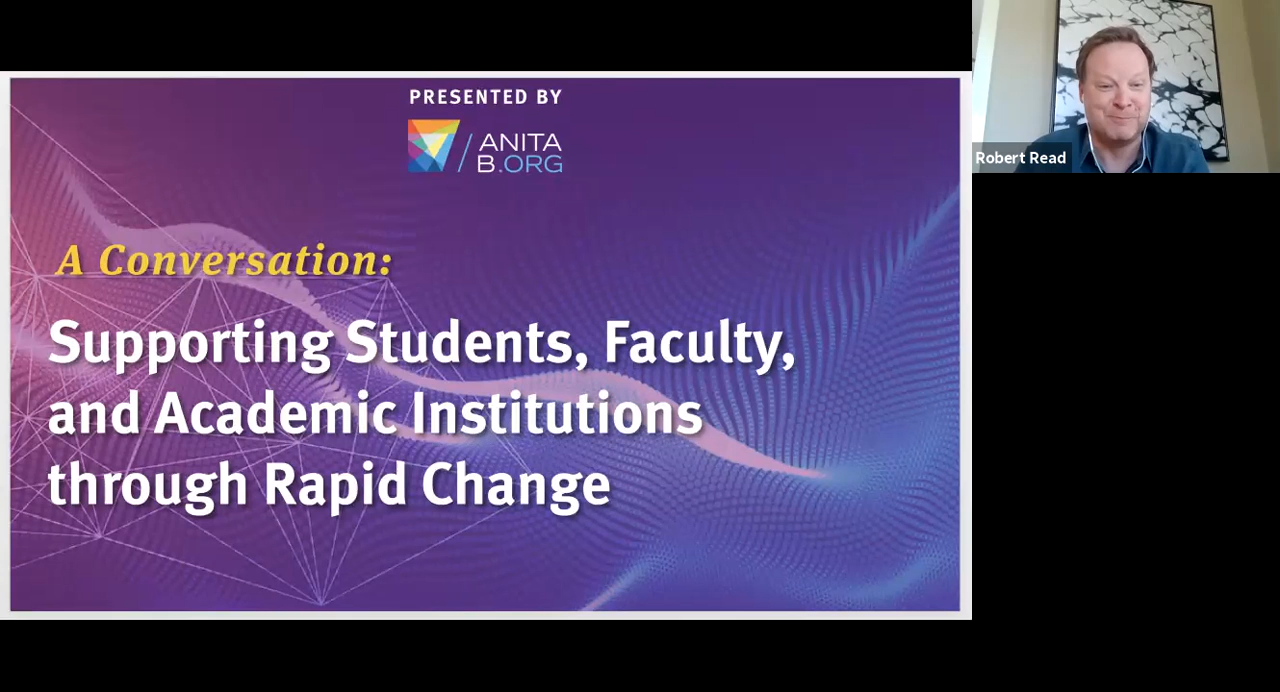 PRESENTED BY
ANITA
B.ORG
A Conversation:
Supporting Students, Faculty,
and Academic Institutions
through Rapid Change
Robert Read